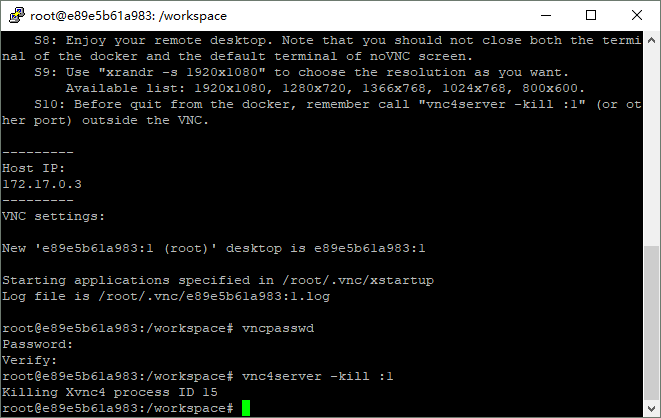 root@e89e5b61a983: /workspace
S8: Enjoy your remote desktop. Note that you should not close both the termi
nal of the docker and the default terminal of noVNC screen.
S9: Use "xrandr -s 1920x1080" to choose the resolution as you want.
Available list: 1920x1080, 1280x720, 1366x768, 1024x768, 800x600.
S10: Before quit from the docker, remember call "vnc4server -kill :1" (or ot
her port) outside the VNC.
---------
Host IP:
172.17.0.3
---------
VNC settings:
New 'e89e5b61a983:1 (root)' desktop is e89e5b61a983:1
Starting applications specified in /root/.vnc/xstartup
Log file is /root/.vnc/e89e5b61a983:1.log
root@e89e5b61a983:/workspace# vncpasswd
Password:
Verify:
root@e89e5b61a983:/workspace# vnc4server -kill :1
Killing Xvnc4 process ID 15
root@e89e5b61a983:/workspace#